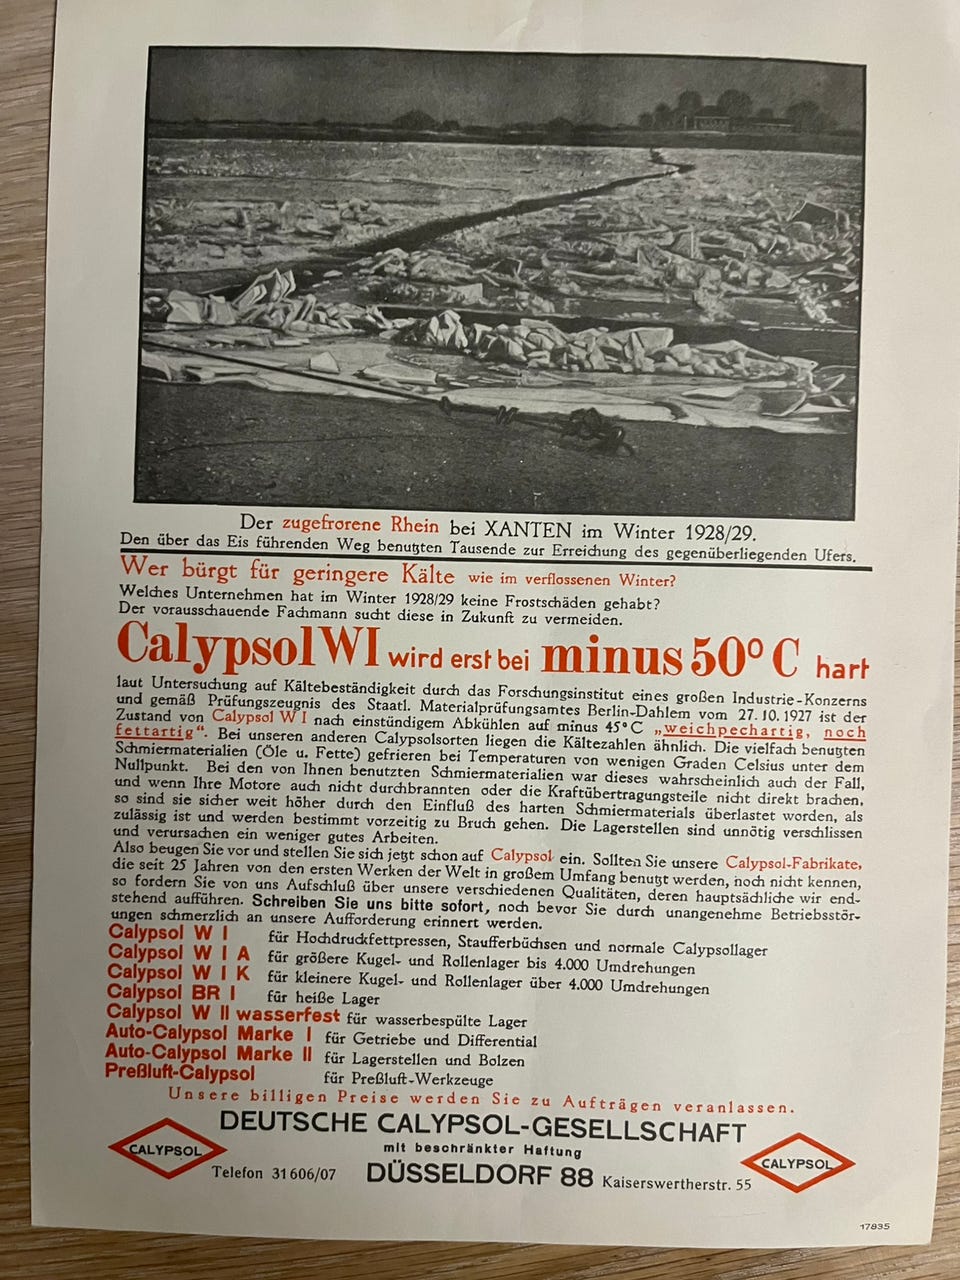 Der zugefrorene Rhein bei XANTEN im Winter 1928/29.
Den über das Eis führenden Weg benutzten Tausende zur Erreichung des gegenüberliegenden Ufers.
Wer bürgt für geringere Kälte wie im verflossenen Winter?
Welches Unternehmen hat im Winter 1928/29 keine Frostschäden gehabt?
Der vorausschauende Fachmann sucht diese in Zukunft zu vermeiden.
Calypsol WI wird erst bei minus 50° C hart
laut Untersuchung auf Kältebeständigkeit durch das Forschungsinstitut eines großen Industrie-Konzerns
und gemäß Prüfungszeugnis des Staatl. Materialprüfungsamtes Berlin-Dahlem vom 27. 10. 1927 ist der
Zustand von Calypsol W I nach einstündigem Abkühlen auf minus 45° C „weichpechartig, noch
fettartig“. Bei unseren anderen Calypsolsorten liegen die Kältezahlen ähnlich. Die vielfach benutzten
Schmiermaterialien (Öle u. Fette) gefrieren bei Temperaturen von wenigen Graden Celsius unter dem
Nullpunkt. Bei den von Ihnen benutzten Schmiermaterialien war dieses wahrscheinlich auch der Fall,
und wenn Ihre Motore auch nicht durchbrannten oder die Kraftübertragungsteile nicht direkt brachen,
so sind sie sicher weit höher durch den Einfluß des harten Schmiermaterials überlastet worden, als
zulässig ist und werden bestimmt vorzeitig zu Bruch gehen. Die Lagerstellen sind unnötig verschlissen
und verursachen ein weniger gutes Arbeiten.
Also beugen Sie vor und stellen Sie sich jetzt schon auf Calypsol ein. Sollten Sie unsere Calypsol-Fabrikate,
die seit 25 Jahren von den ersten Werken der Welt in großem Umfang benutzt werden, noch nicht kennen,
so fordern Sie von uns Aufschluß über unsere verschiedenen Qualitäten, deren hauptsächliche wir end-
stehend aufführen. Schreiben Sie uns bitte sofort, noch bevor Sie durch unangenehme Betriebsstör-
ungen schmerzlich an unsere Aufforderung erinnert werden.
Calypsol W I für Hochdruckfettpressen, Staufferbüchsen und normale Calypsollager
Calypsol W I A für größere Kugel- und Rollenlager bis 4.000 Umdrehungen
Calypsol W I K für kleinere Kugel- und Rollenlager über 4.000 Umdrehungen
Calypsol BR I für heiße Lager
Calypsol W II wasserfest für wasserbespülte Lager
Auto-Calypsol Marke I für Getriebe und Differential
Auto-Calypsol Marke II für Lagerstellen und Bolzen
Preßluft-Calypsol für Preßluft-Werkzeuge
Unsere billigen Preise werden Sie zu Aufträgen veranlassen.
DEUTSCHE CALYPSOL-GESELLSCHAFT
mit beschränkter Haftung
CALYPSOL
CALYPSOL
Telefon 31606/07 DÜSSELDORF 88 Kaiserswertherstr. 55
17835